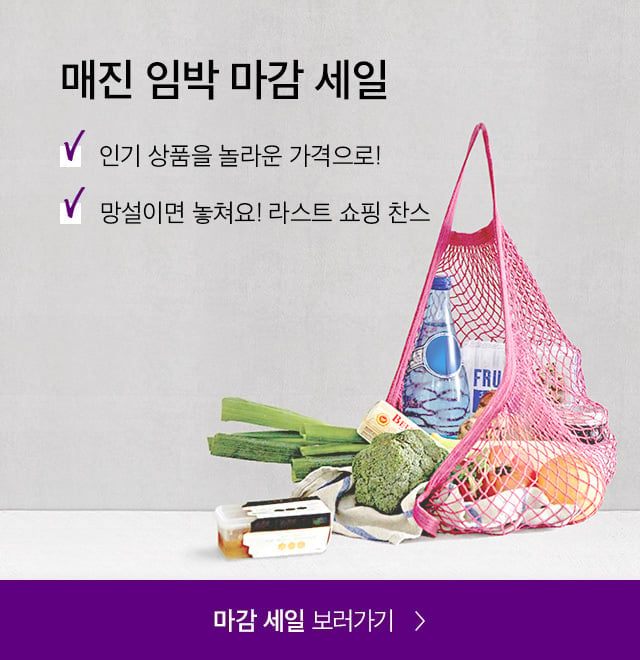 매진 임박 마감 세일
인기 상품을 놀라운 가격으로!
망설이면 놓쳐요! 라스트 쇼핑 찬스
FRU
마감 세일 보러가기 >